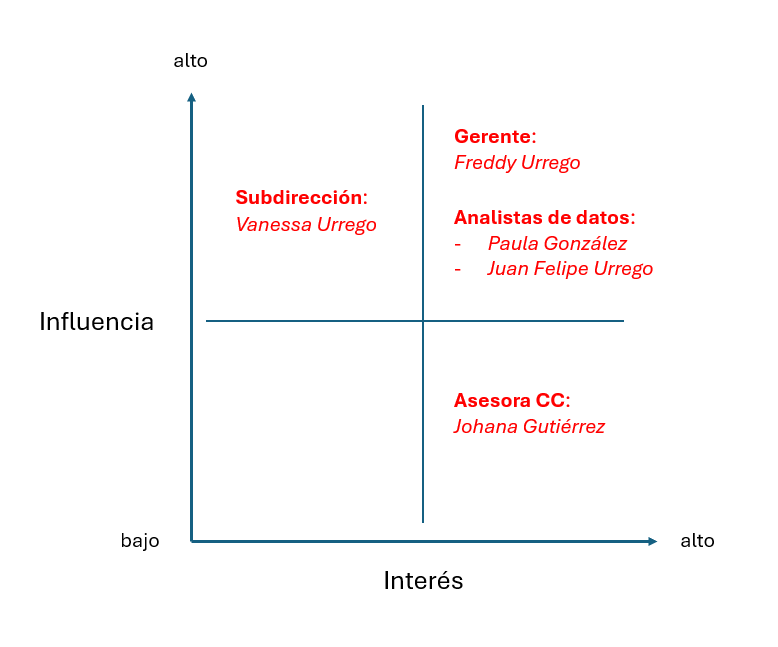 alto
Gerente:
Freddy Urrego
Subdirección:
Vanessa Urrego
Analistas de datos:
- Paula González
- Juan Felipe Urrego
Influencia
Asesora CC:
Johana Gutiérrez
bajo
alto
Interés